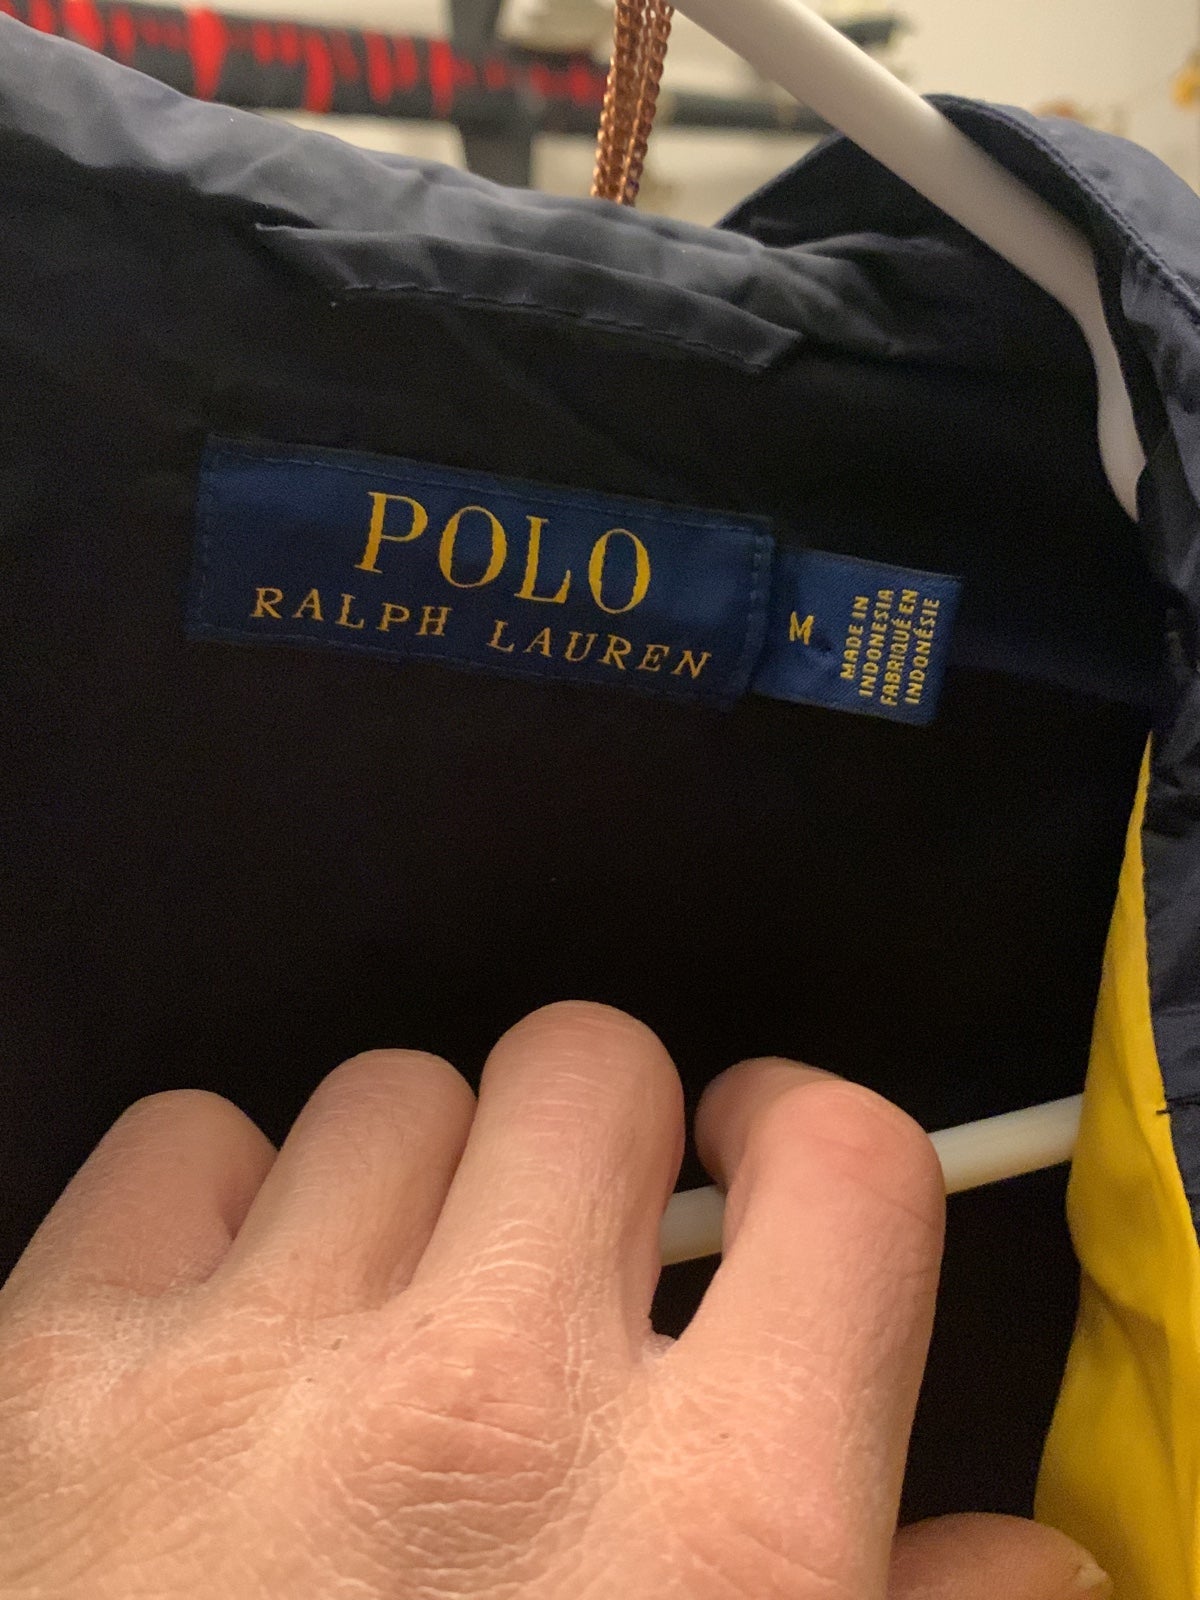 POLO
RALPH LAUREN
M
MADE IN
INDONESIA
FABRIQUÉ EN
INDONÉSIE